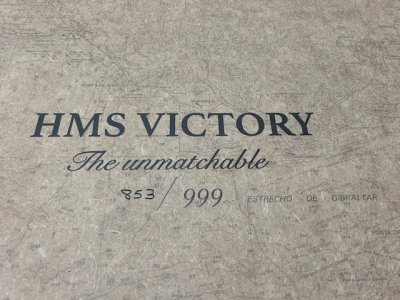 HMS VICTORY
The unmatchable
853 / 999
ESTRECHO DE GIBRALTAR